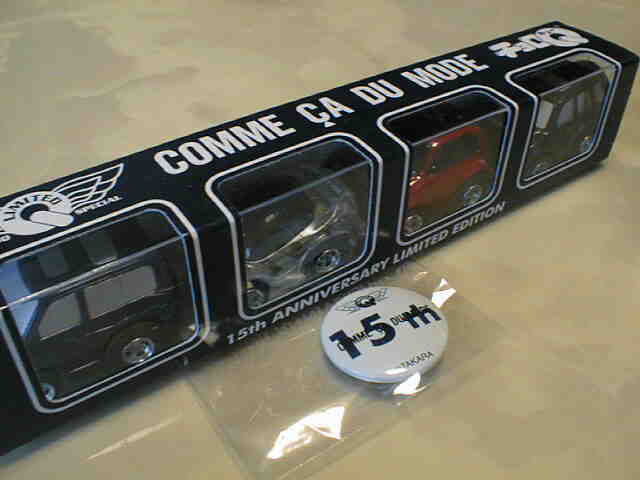 COMME ÇA DU MODE
チョロQ
LIMITED
SPECIAL
15th ANNIVERSARY LIMITED EDITION
15th
TAKARA